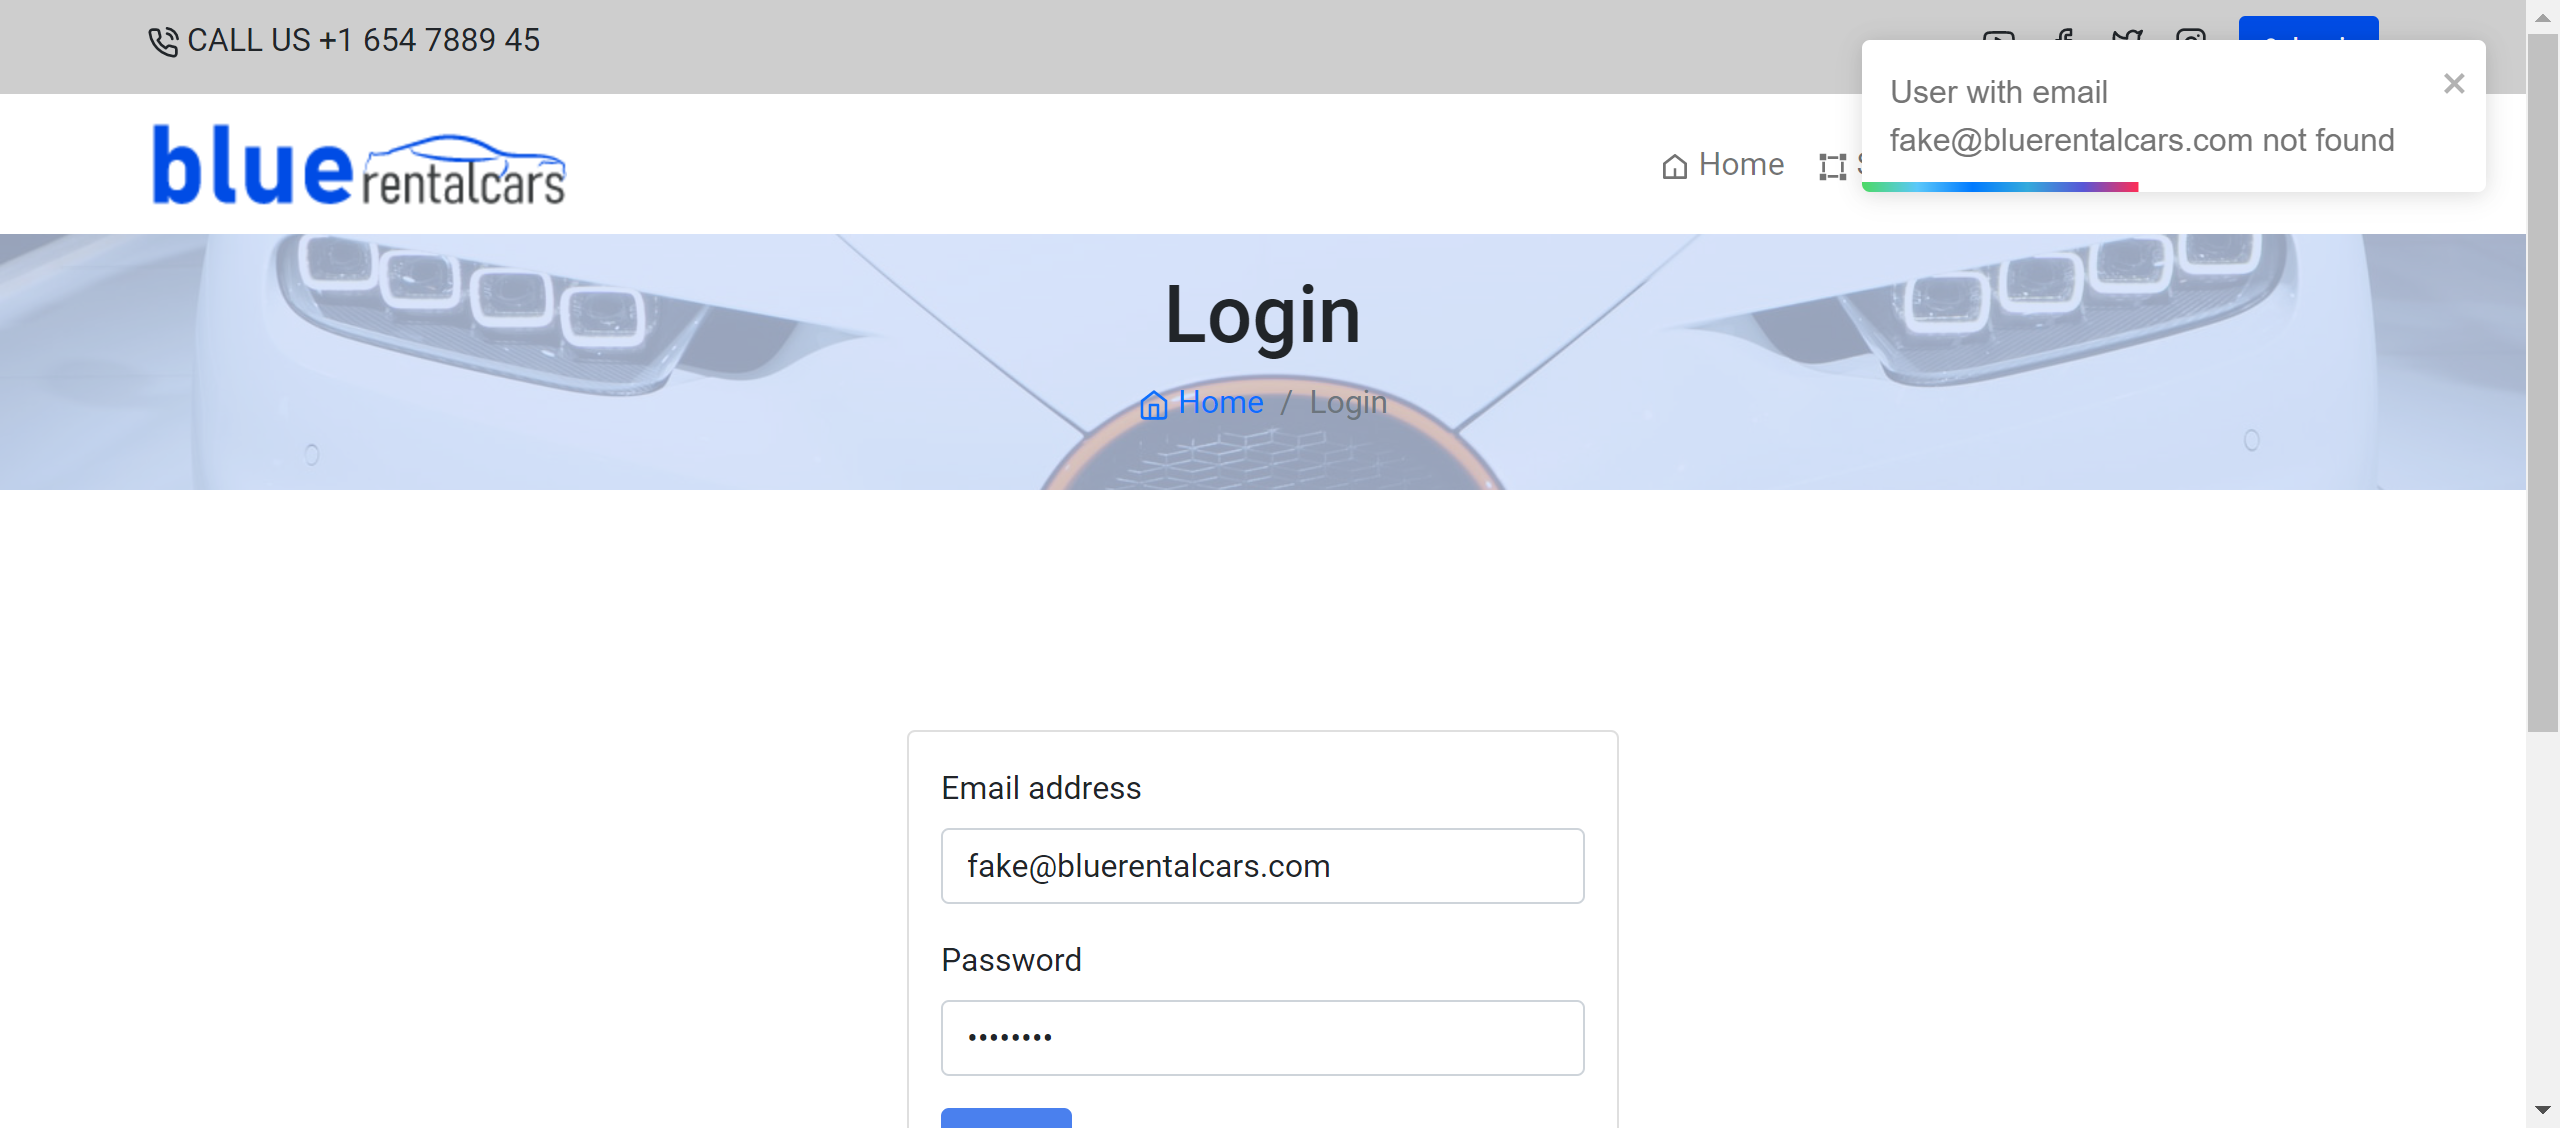 CALL US +1 654 7889 45
User with email
fake@bluerentalcars.com not found
blue rentalcars
Home
Login
Home / Login
Email address
fake@bluerentalcars.com
Password
••••••••